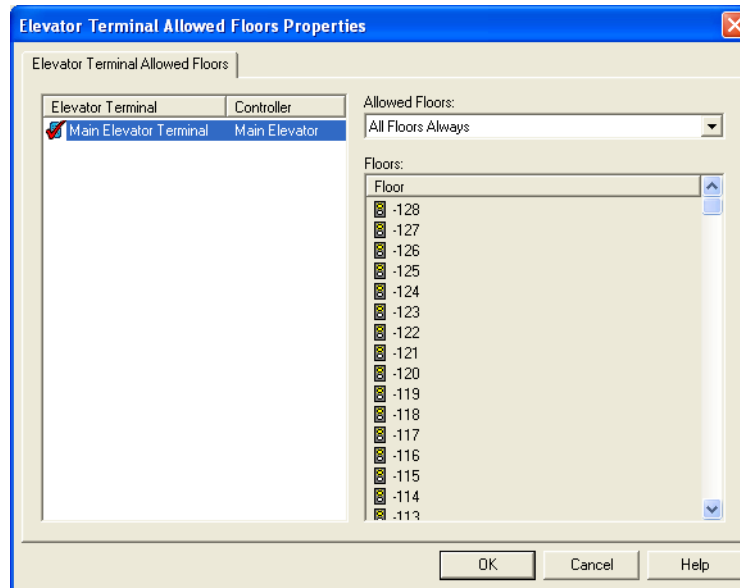 Elevator Terminal Allowed Floors Properties
Elevator Terminal Allowed Floors
Elevator Terminal Controller
Main Elevator Terminal Main Elevator
Allowed Floors:
All Floors Always
Floors:
Floor
-128
-127
-126
-125
-124
-123
-122
-121
-120
-119
-118
-117
-116
-115
-114
-113
OK Cancel Help